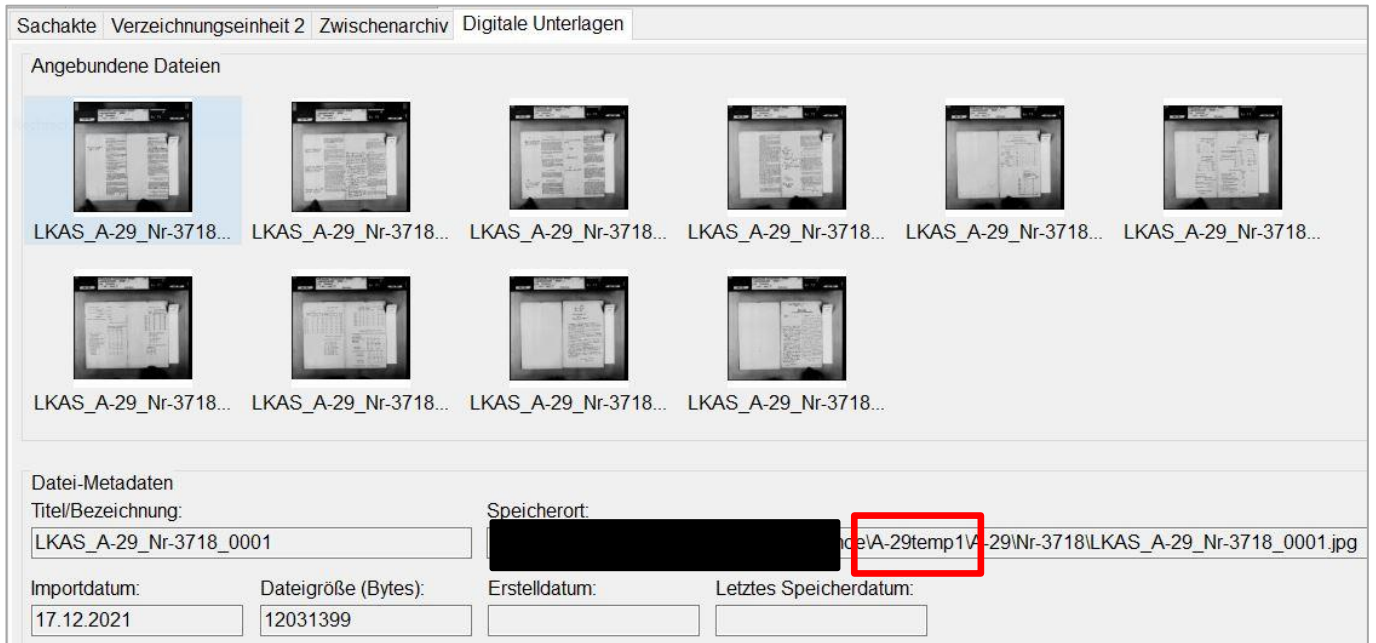 Sachakte Verzeichnungseinheit 2 Zwischenarchiv Digitale Unterlagen
Angebundene Dateien
LKAS_A-29_Nr-3718... LKAS_A-29_Nr-3718... LKAS_A-29_Nr-3718... LKAS_A-29_Nr-3718... LKAS_A-29_Nr-3718... LKAS_A-29_Nr-3718...
LKAS_A-29_Nr-3718... LKAS_A-29_Nr-3718... LKAS_A-29_Nr-3718... LKAS_A-29_Nr-3718...
Datei-Metadaten
Titel/Bezeichnung: Speicherort:
LKAS_A-29_Nr-3718_0001 \A-29temp1\A-29\Nr-3718\LKAS_A-29_Nr-3718_0001.jpg
Importdatum: Dateigröße (Bytes): Erstelldatum: Letztes Speicherdatum:
17.12.2021 12031399